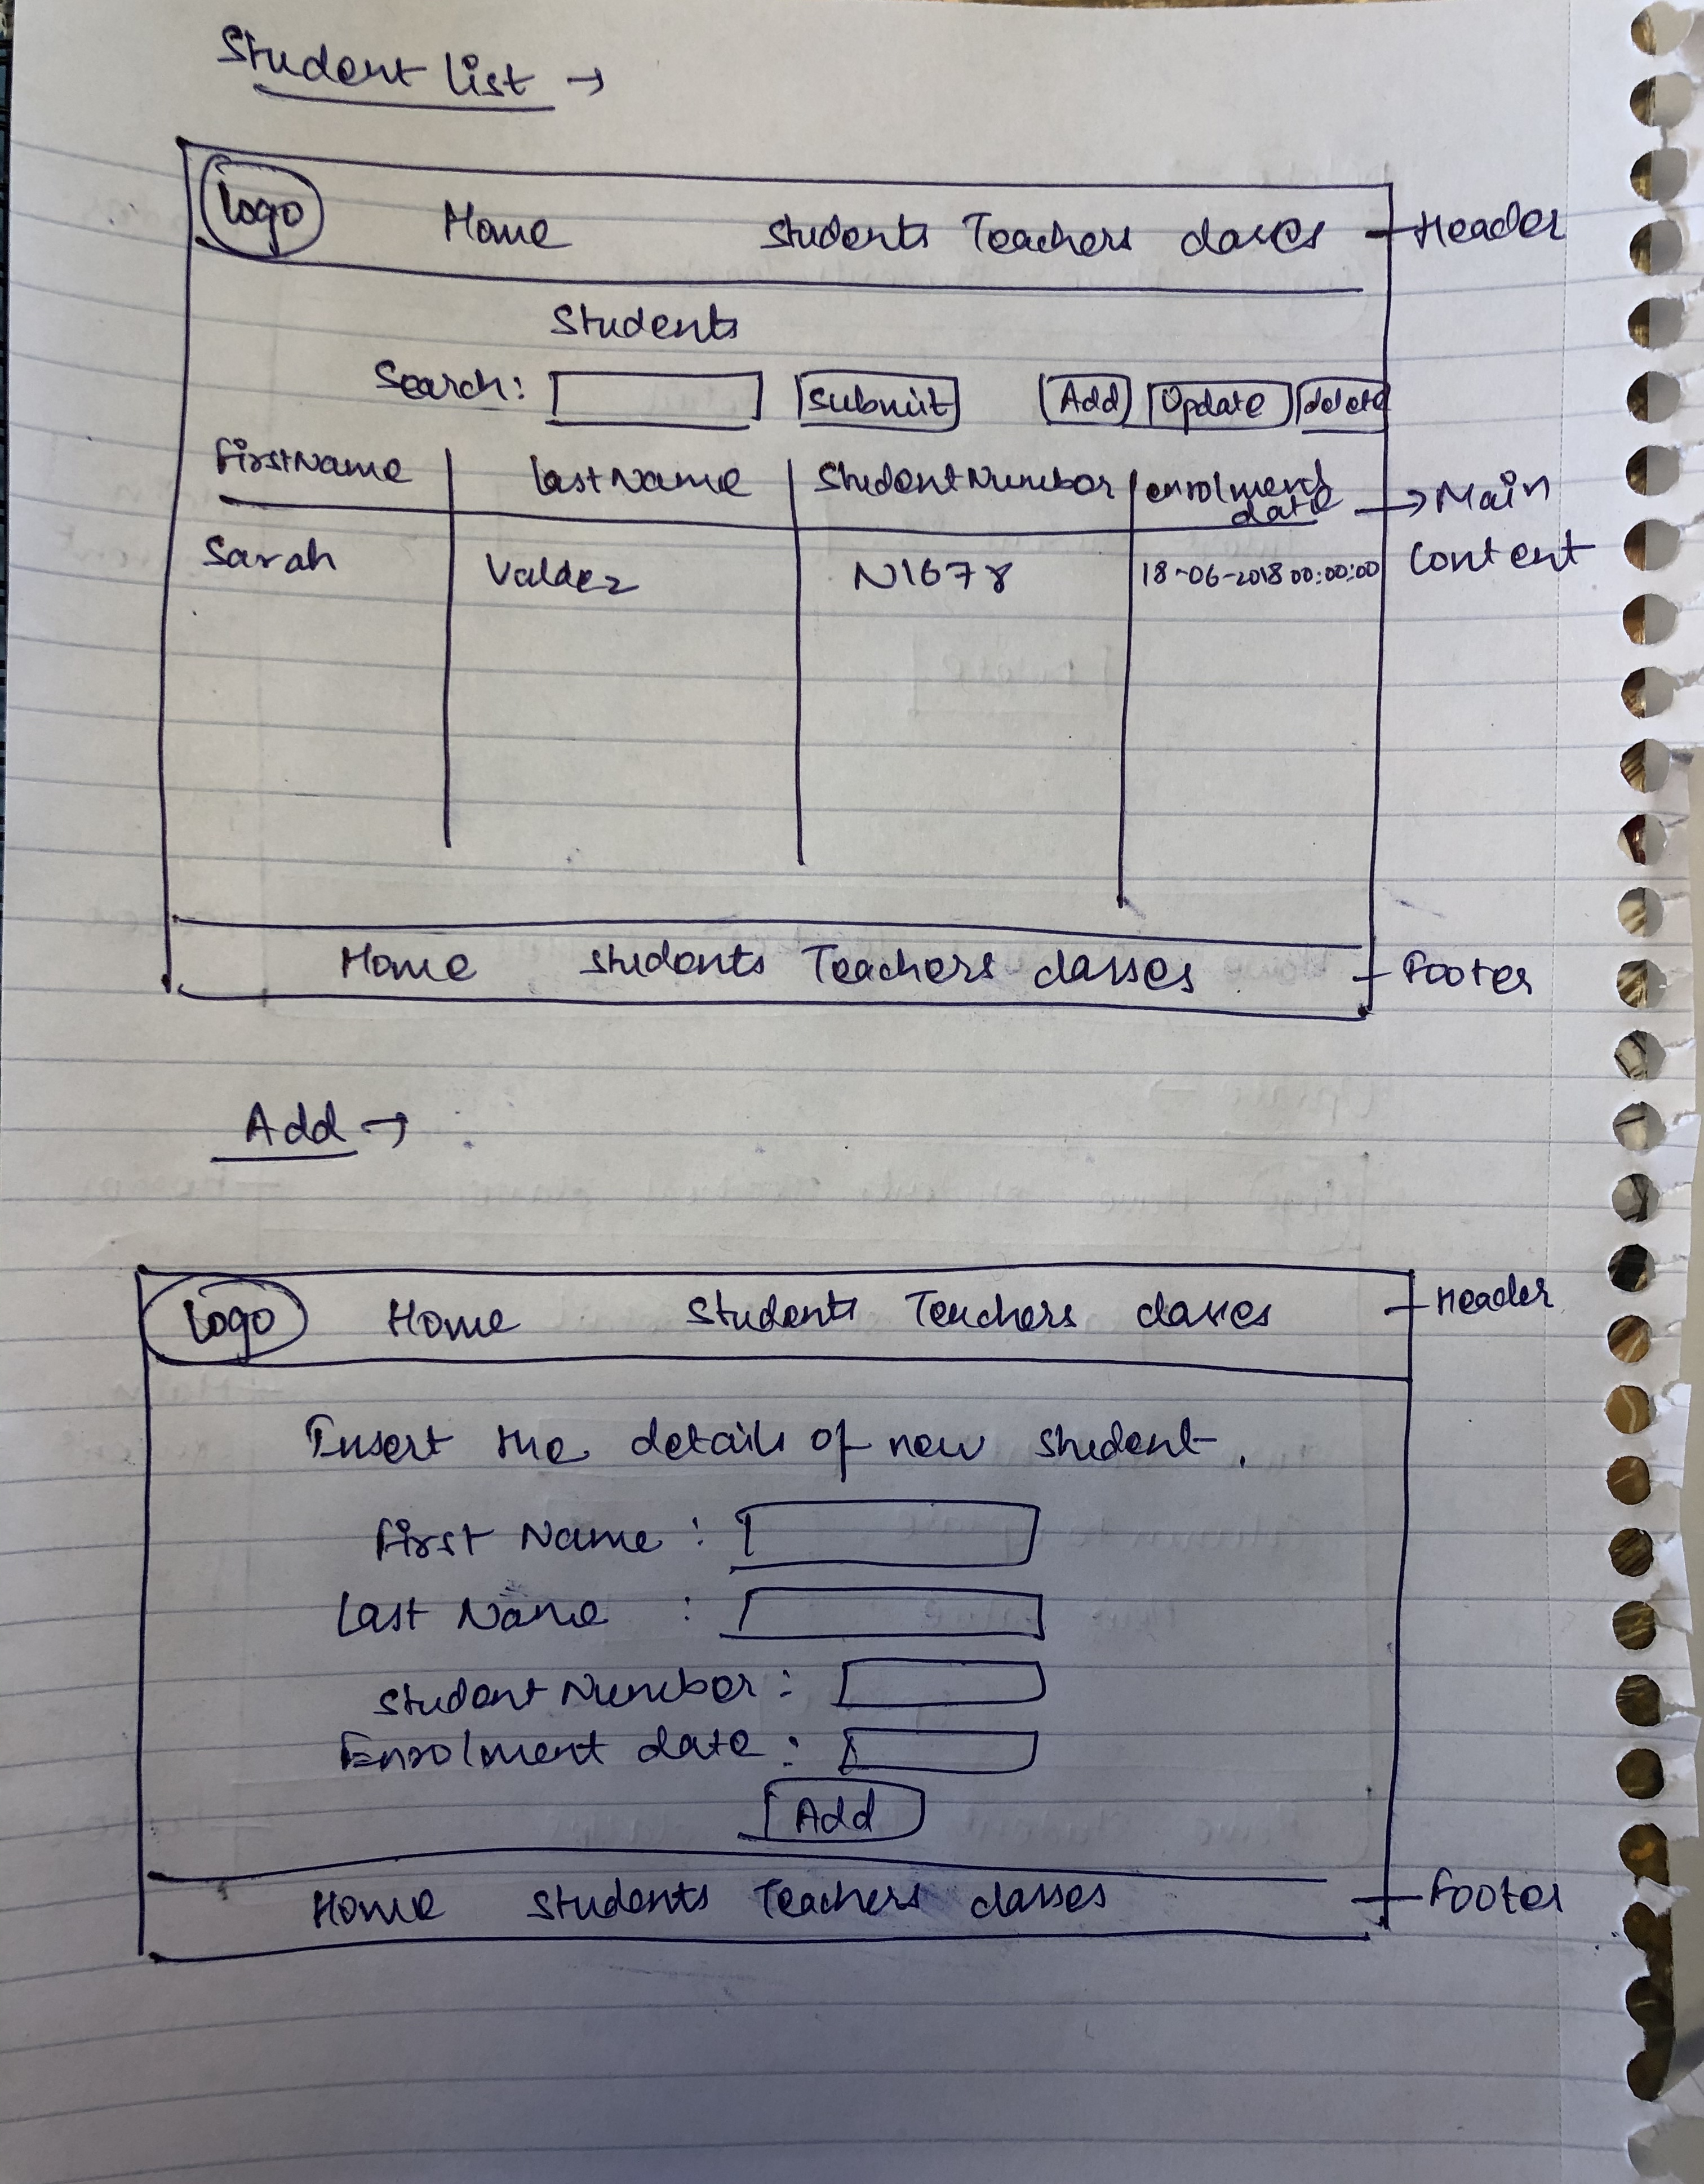 Student list →
Logo Home Students Teachers classes Header
Students
Search: Submit Add Update delete
FirstName LastName StudentNumber enrolment date → Main Content
Sarah Valdez N1678 18-06-2018 00:00:00
Home Students Teachers classes Footer
Add →
Logo Home Students Teachers classes Header
Insert the details of new student.
First Name :
Last Name :
Student Number :
Enrolment date :
Add
Home Students Teachers classes Footer